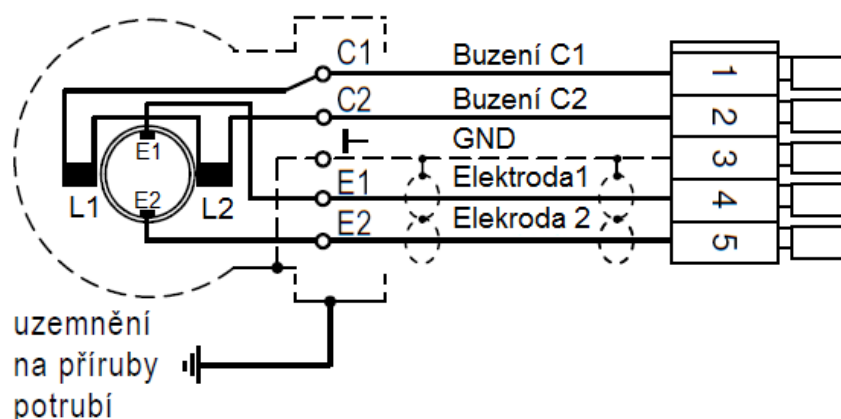 C1 Buzení C1 1
C2 Buzení C2 2
GND 3
E1 Elektroda1 4
E2 Elekroda 2 5
E1
E2
L1 L2
uzemnění
na příruby
potrubí